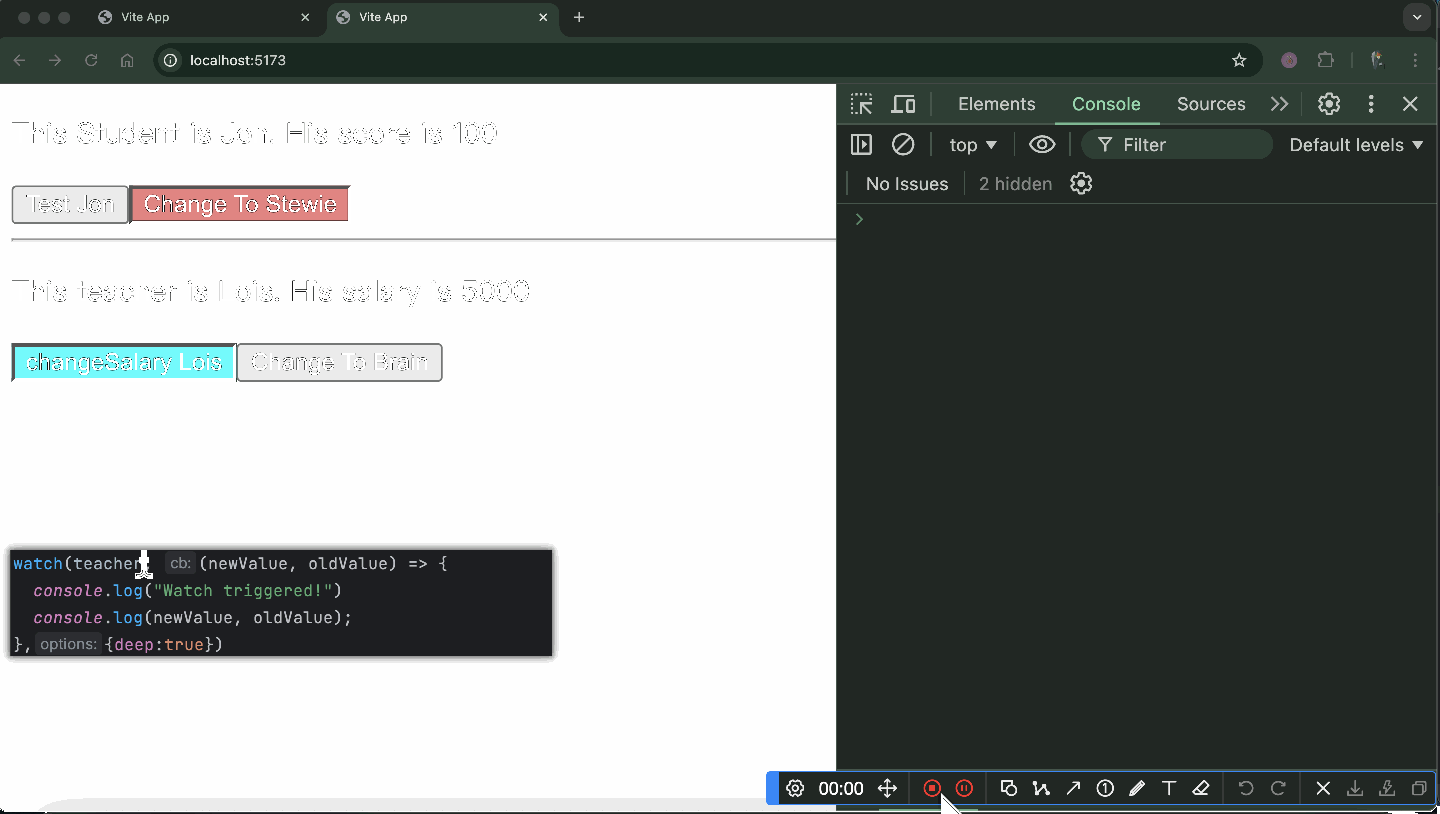 Vite App
Vite App
localhost:5173
Elements
Console
Sources
top
Filter
Default levels
No Issues
2 hidden
This Student is Jon. His score is 100
Test Jon
Change To Stewie
This teacher is Lois. His salary is 5000
changeSalary Lois
Change To Brain
watch(teacher, cb: (newValue, oldValue) => {
console.log("Watch triggered!")
console.log(newValue, oldValue);
}, options: {deep:true})
00:00